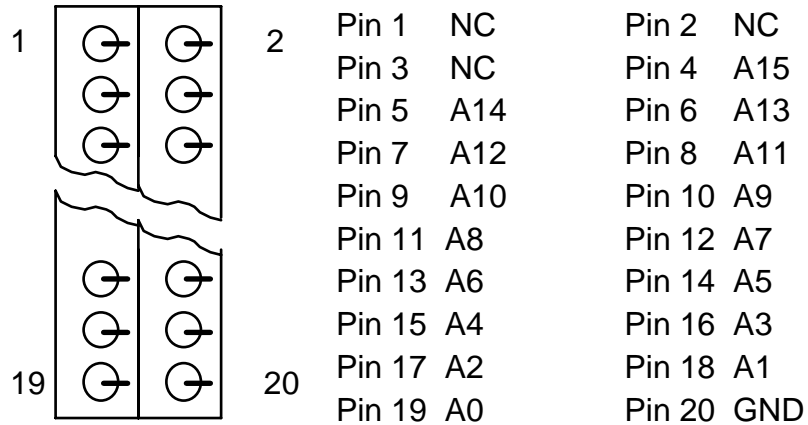 1 2 Pin 1 NC Pin 2 NC
Pin 3 NC Pin 4 A15
Pin 5 A14 Pin 6 A13
Pin 7 A12 Pin 8 A11
Pin 9 A10 Pin 10 A9
Pin 11 A8 Pin 12 A7
Pin 13 A6 Pin 14 A5
Pin 15 A4 Pin 16 A3
19 20 Pin 17 A2 Pin 18 A1
Pin 19 A0 Pin 20 GND